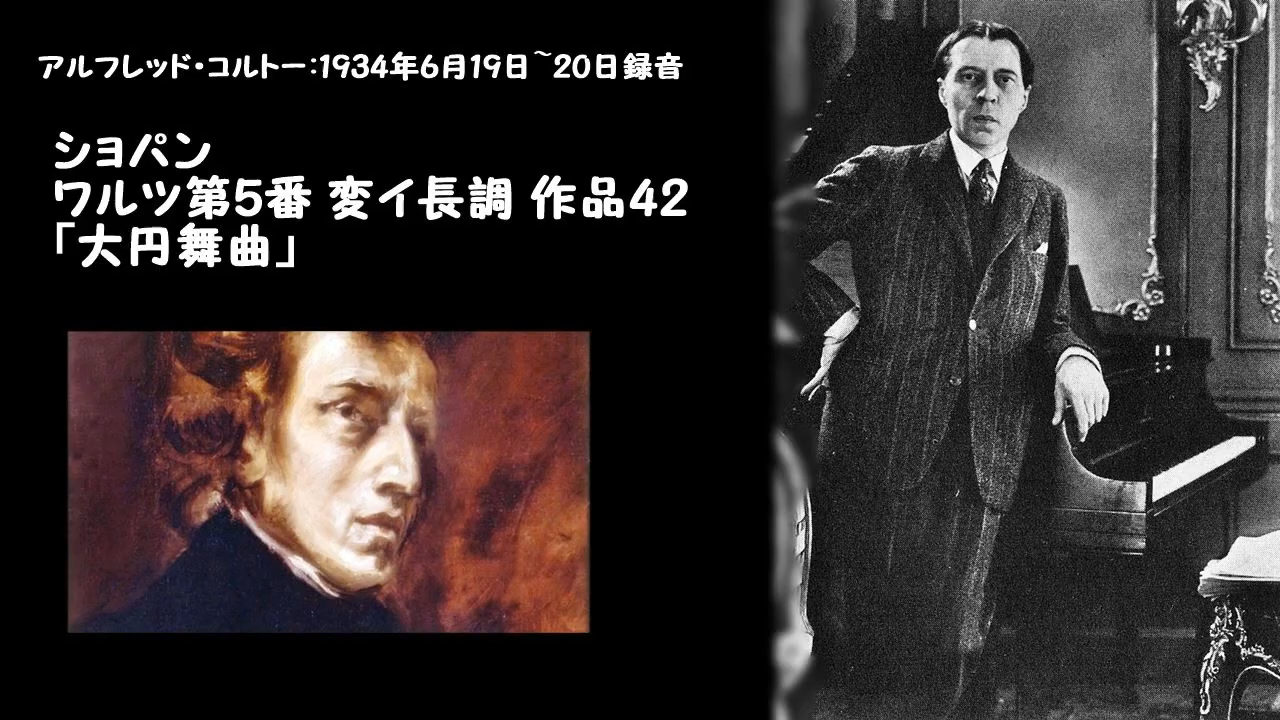 アルフレッド・コルトー:1934年6月19日~20日録音
ショパン
ワルツ第5番 変イ長調 作品42
「大円舞曲」